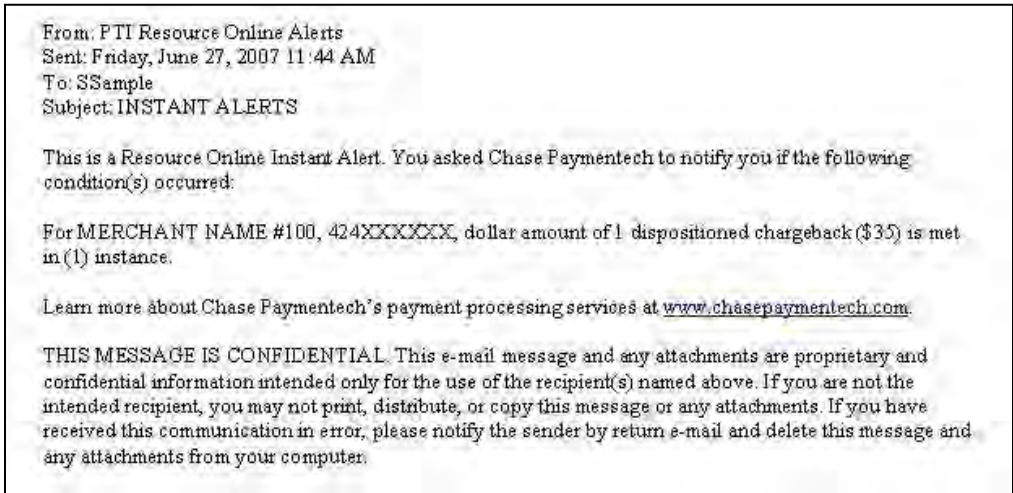 From: PTI Resource Online Alerts
Sent: Friday, June 27, 2007 11:44 AM
To: SSample
Subject: INSTANT ALERTS
This is a Resource Online Instant Alert. You asked Chase Paymentech to notify you if the following
condition(s) occurred:
For MERCHANT NAME #100, 424XXXXXX, dollar amount of 1 dispositioned chargeback ($35) is met
in (1) instance.
Learn more about Chase Paymentech's payment processing services at www.chasepaymentech.com.
THIS MESSAGE IS CONFIDENTIAL. This e-mail message and any attachments are proprietary and
confidential information intended only for the use of the recipient(s) named above. If you are not the
intended recipient, you may not print, distribute, or copy this message or any attachments. If you have
received this communication in error, please notify the sender by return e-mail and delete this message and
any attachments from your computer.